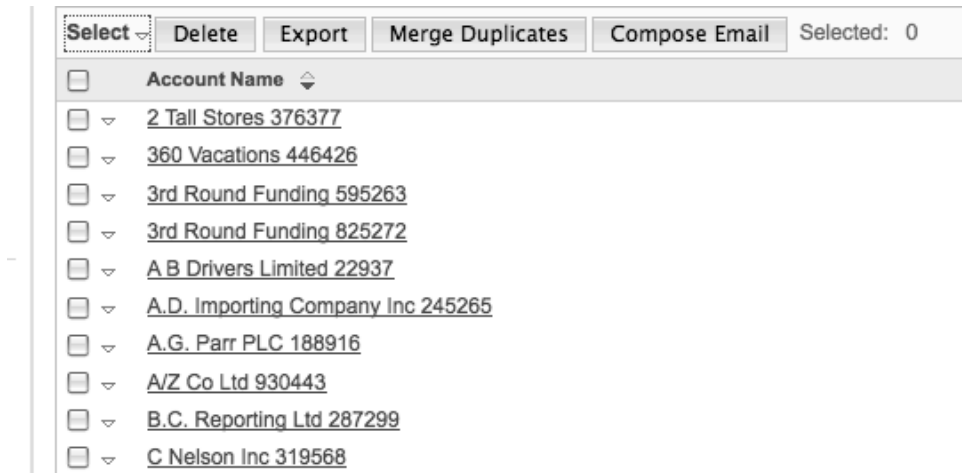 Select Delete Export Merge Duplicates Compose Email Selected: 0
Account Name
2 Tall Stores 376377
360 Vacations 446426
3rd Round Funding 595263
3rd Round Funding 825272
A B Drivers Limited 22937
A.D. Importing Company Inc 245265
A.G. Parr PLC 188916
A/Z Co Ltd 930443
B.C. Reporting Ltd 287299
C Nelson Inc 319568